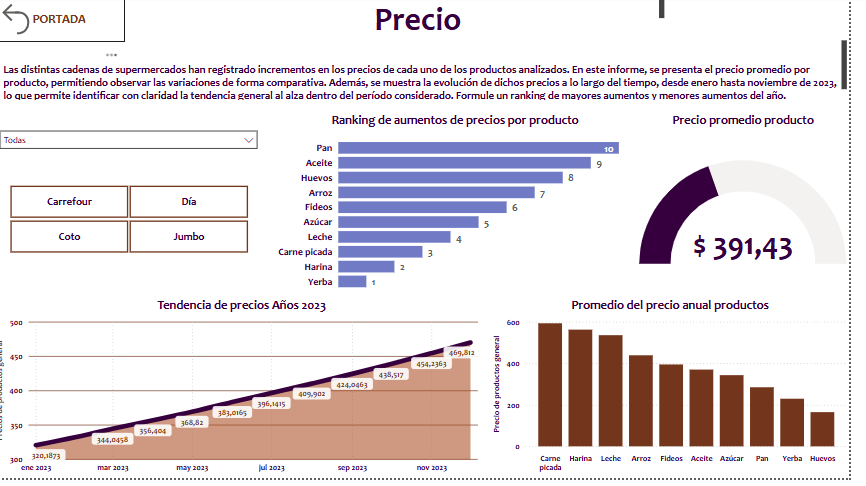 PORTADA
Precio
Las distintas cadenas de supermercados han registrado incrementos en los precios de cada uno de los productos analizados. En este informe, se presenta el precio promedio por
producto, permitiendo observar las variaciones de forma comparativa. Además, se muestra la evolución de dichos precios a lo largo del tiempo, desde enero hasta noviembre de 2023,
lo que permite identificar con claridad la tendencia general al alza dentro del período considerado. Formule un ranking de mayores aumentos y menores aumentos del año.
Todas
Carrefour
Día
Coto
Jumbo
Ranking de aumentos de precios por producto
Pan 10
Aceite 9
Huevos 8
Arroz 7
Fideos 6
Azúcar 5
Leche 4
Carne picada 3
Harina 2
Yerba 1
Precio promedio producto
$ 391,43
Tendencia de precios Años 2023
Precios de productos general
500
450
400
350
300
320,1873
344,0458
356,404
368,82
383,0165
396,1415
409,902
424,0463
438,517
454,2363
469,812
ene 2023
mar 2023
may 2023
jul 2023
sep 2023
nov 2023
Promedio del precio anual productos
Precio de productos general
600
400
200
0
Carne
picada
Harina
Leche
Arroz
Fideos
Aceite
Azúcar
Pan
Yerba
Huevos